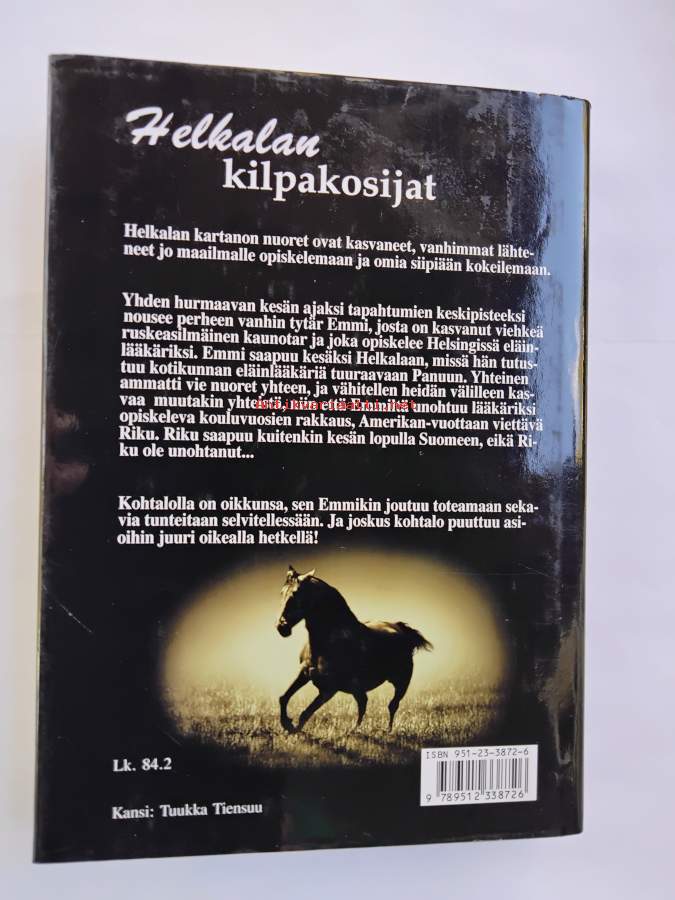 Helkalan
kilpakosijat
Helkalan kartanon nuoret ovat kasvaneet, vanhimmat lähte-
neet jo maailmalle opiskelemaan ja omia siipiään kokeilemaan.
Yhden hurmaavan kesän ajaksi tapahtumien keskipisteeksi
nousee perheen vanhin tytär Emmi, josta on kasvanut viehkeä
ruskeasilmäinen kaunotar ja joka opiskelee Helsingissä eläin-
lääkäriksi. Emmi saapuu kesäksi Helkalaan, missä hän tutus-
tuu kotikunnan eläinlääkäriä tuuraavaan Panuun. Yhteinen
ammatti vie nuoret yhteen, ja vähitellen heidän välilleen kas-
vaa muutakin yhteistä, niin että Emmiltä unohtuu lääkäriksi
opiskeleva kouluvuosien rakkaus, Amerikan-vuottaan viettävä
Riku. Riku saapuu kuitenkin kesän lopulla Suomeen, eikä Ri-
ku ole unohtanut...
Kohtalolla on oikkunsa, sen Emmikin joutuu toteamaan seka-
via tunteitaan selvitellessään. Ja joskus kohtalo puuttuu asi-
oihin juuri oikealla hetkellä!
Lk. 84.2
Kansi: Tuukka Tiensuu
ISBN 951-23-3872-6
9 789512 338726